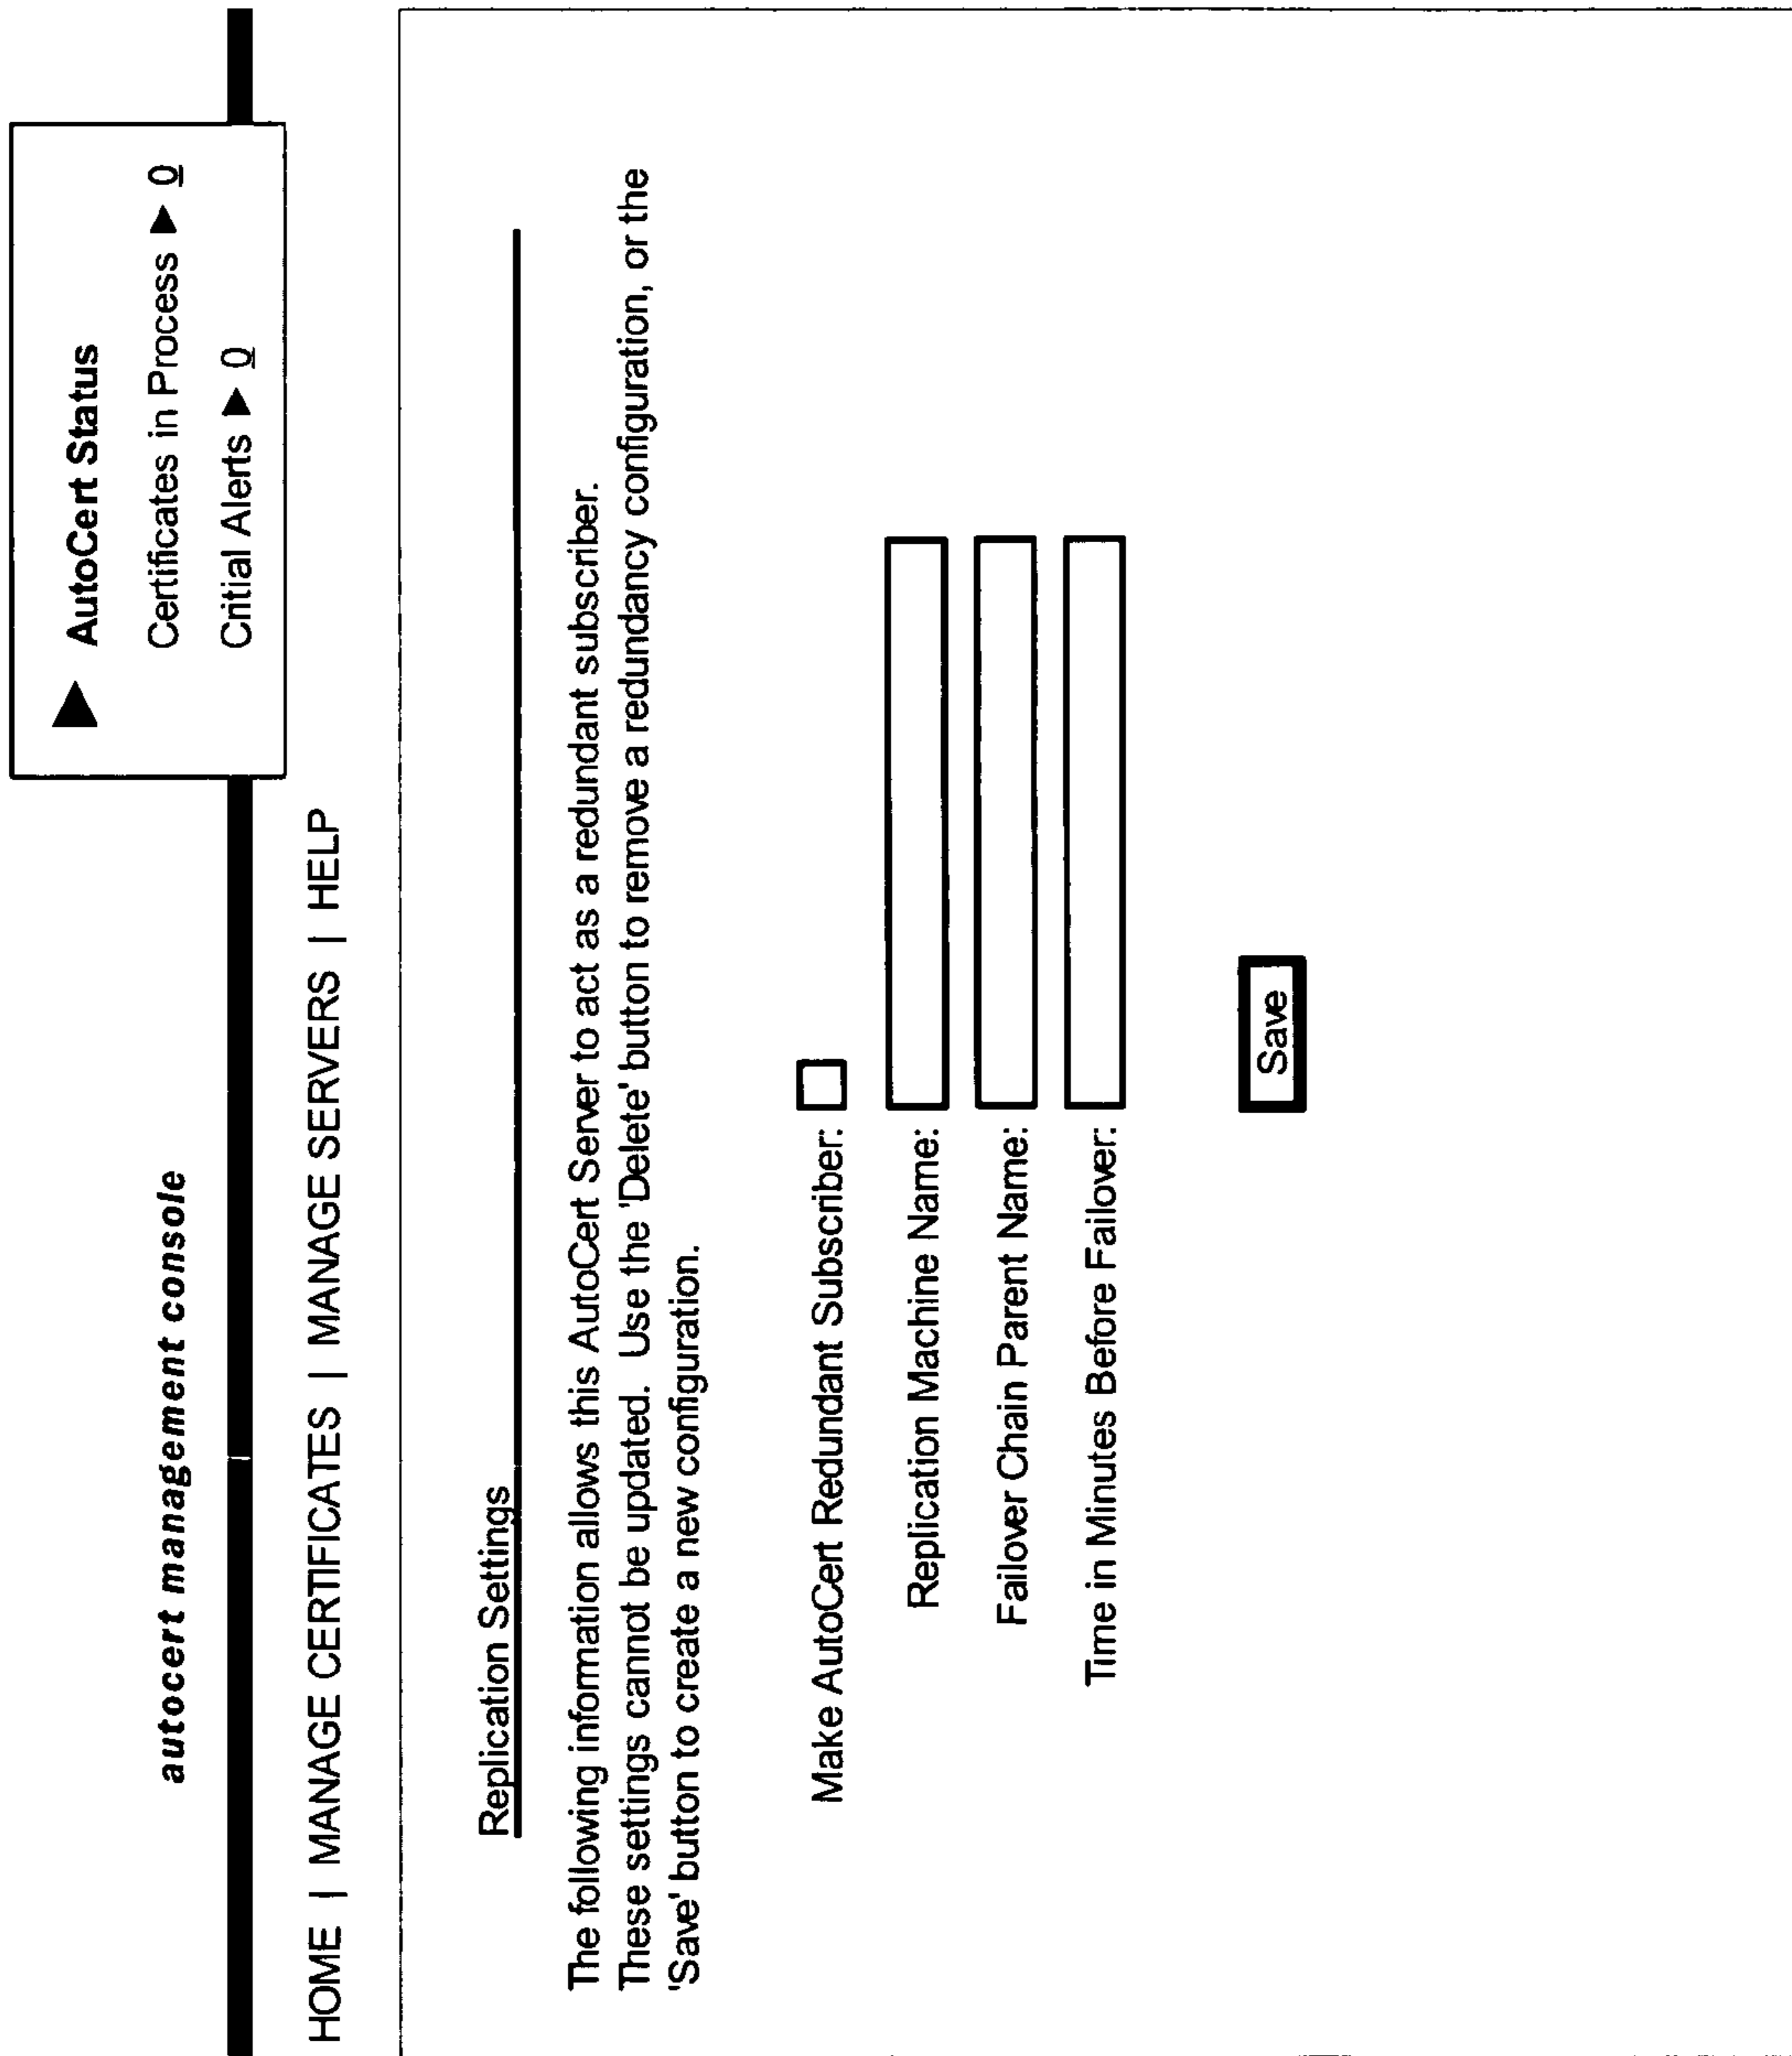 autocert management console
▶ AutoCert Status
Certificates in Process ▶ 0
Critial Alerts ▶ 0
HOME | MANAGE CERTIFICATES | MANAGE SERVERS | HELP
Replication Settings
The following information allows this AutoCert Server to act as a redundant subscriber.
These settings cannot be updated. Use the 'Delete' button to remove a redundancy configuration, or the
'Save' button to create a new configuration.
Make AutoCert Redundant Subscriber:
Replication Machine Name:
Failover Chain Parent Name:
Time in Minutes Before Failover:
Save